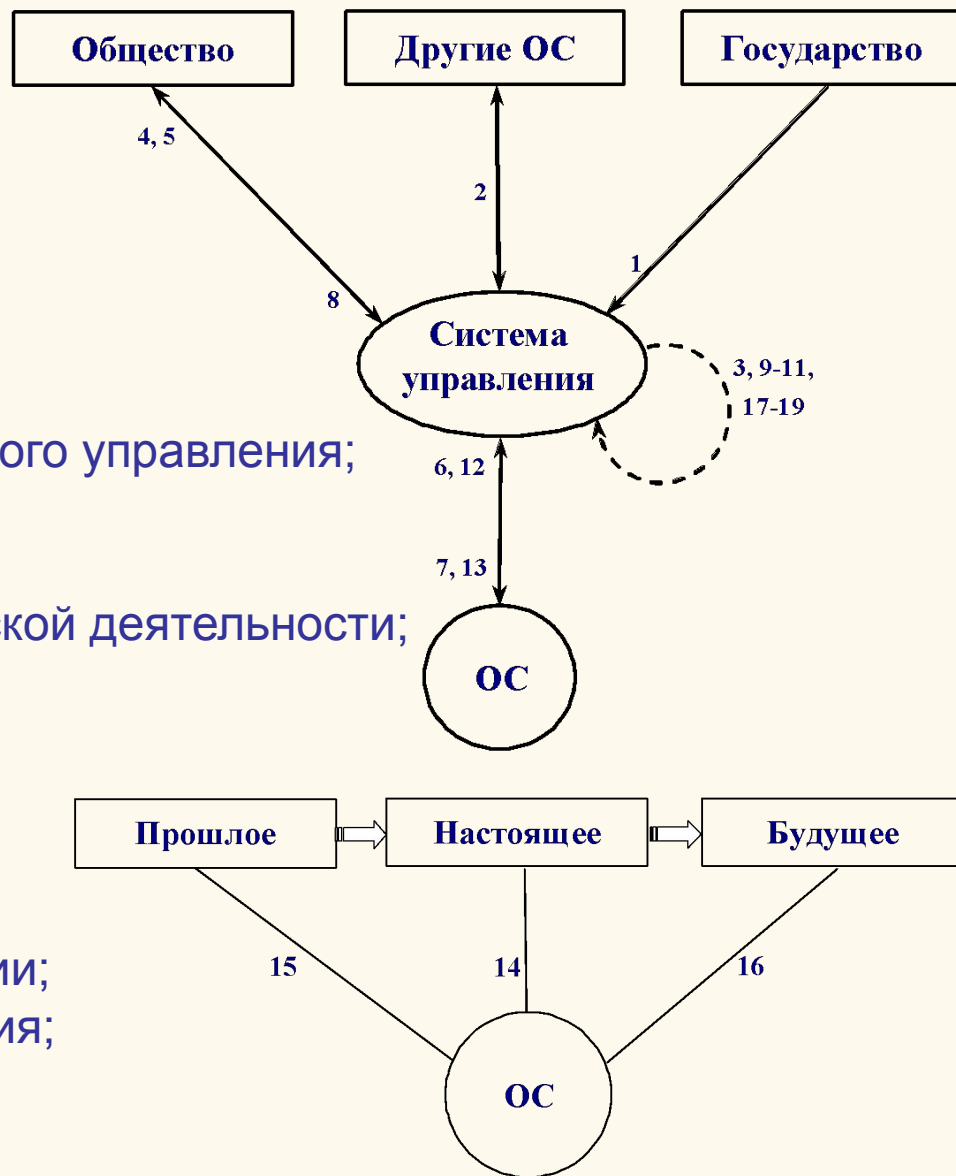 Общество Другие ОС Государство
4, 5
2
1
8
Система
управления
3, 9-11,
17-19
ого управления;
6, 12
7, 13
ской деятельности;
ОС
Прошлое Настоящее Будущее
ии;
15 14 16
ия;
ОС